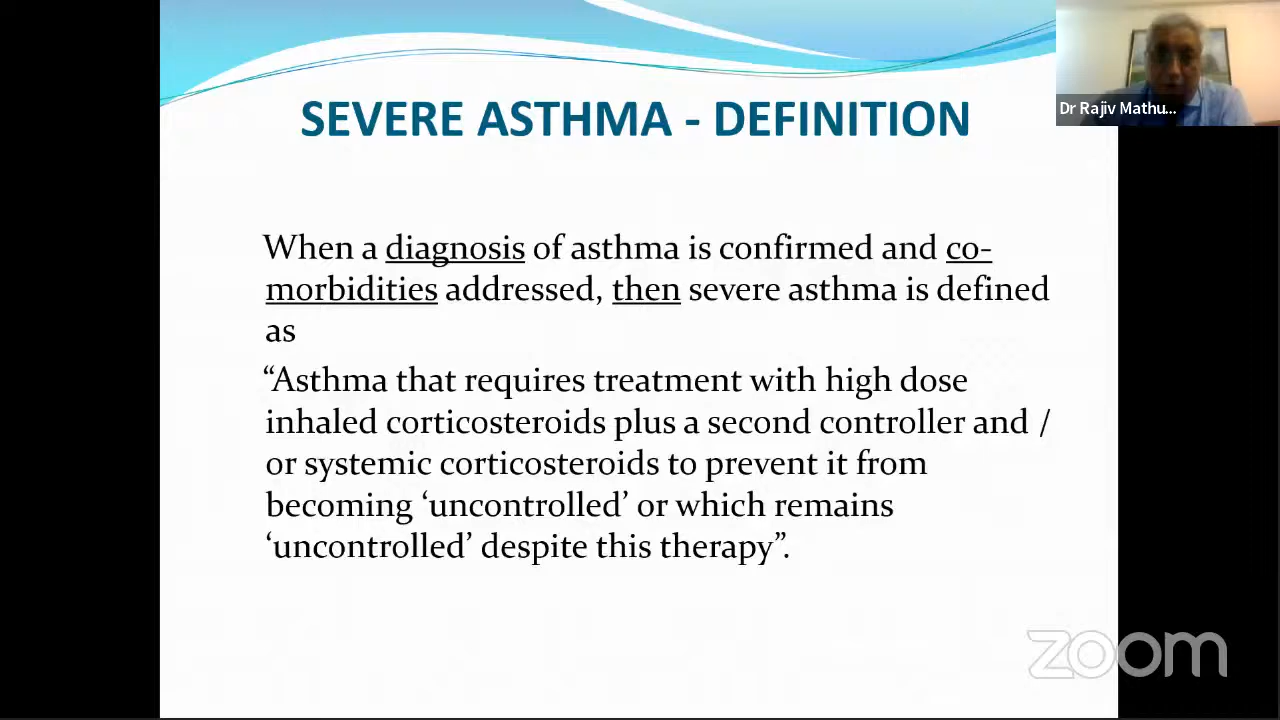 Dr Rajiv Mathu...
SEVERE ASTHMA - DEFINITION
When a diagnosis of asthma is confirmed and co-
morbidities addressed, then severe asthma is defined
as
“Asthma that requires treatment with high dose
inhaled corticosteroids plus a second controller and /
or systemic corticosteroids to prevent it from
becoming ‘uncontrolled’ or which remains
‘uncontrolled’ despite this therapy”.
zoom